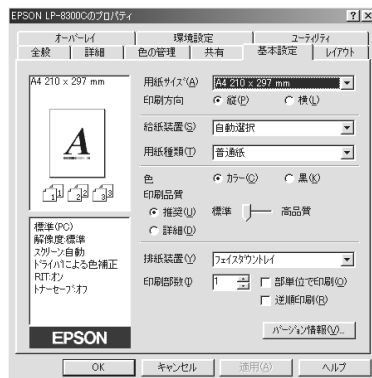 EPSON LP-8300Cのプロパティ
オーバーレイ 環境設定 ユーティリティ
全般 詳細 色の管理 共有 基本設定 レイアウト
A4 210 x 297 mm
用紙サイズ(A) A4 210 x 297 mm
印刷方向 縦(P) 横(L)
給紙装置(S) 自動選択
用紙種類(T) 普通紙
A
1 1 2 2 3 3
色 カラー(C) 黒(K)
印刷品質
推奨(U) 標準 高品質
詳細(D)
標準(PC)
解像度:標準
スクリーン:自動
ドライバによる色補正
RIT:オン
トナーセーブ:オフ
排紙装置(Y) フェイスダウントレイ
印刷部数(I) 1 部単位で印刷(O)
逆順印刷(R)
EPSON
バージョン情報(V)...
OK キャンセル 適用(A) ヘルプ